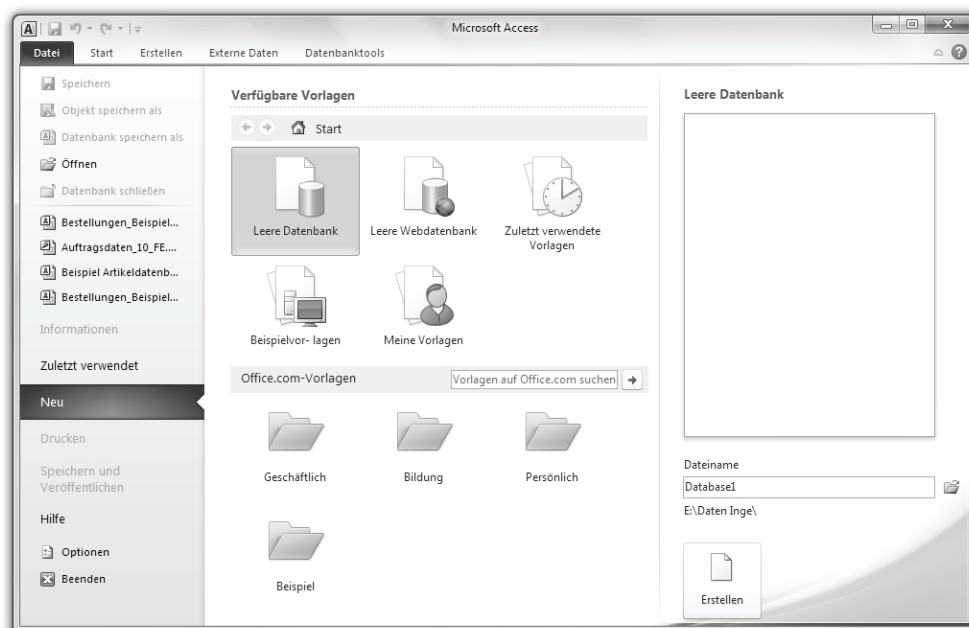 Microsoft Access
Datei Start Erstellen Externe Daten Datenbanktools
Speichern
Objekt speichern als
Datenbank speichern als
Öffnen
Datenbank schließen
Bestellungen_Beispiel...
Auftragsdaten_10_FE....
Beispiel Artikeldatenb...
Bestellungen_Beispiel...
Informationen
Zuletzt verwendet
Neu
Drucken
Speichern und
Veröffentlichen
Hilfe
Optionen
Beenden
Verfügbare Vorlagen
Start
Leere Datenbank
Leere Webdatenbank
Zuletzt verwendete
Vorlagen
Beispielvor- lagen
Meine Vorlagen
Office.com-Vorlagen
Vorlagen auf Office.com suchen
Geschäftlich
Bildung
Persönlich
Beispiel
Leere Datenbank
Dateiname
Database1
E:\Daten Inge\
Erstellen